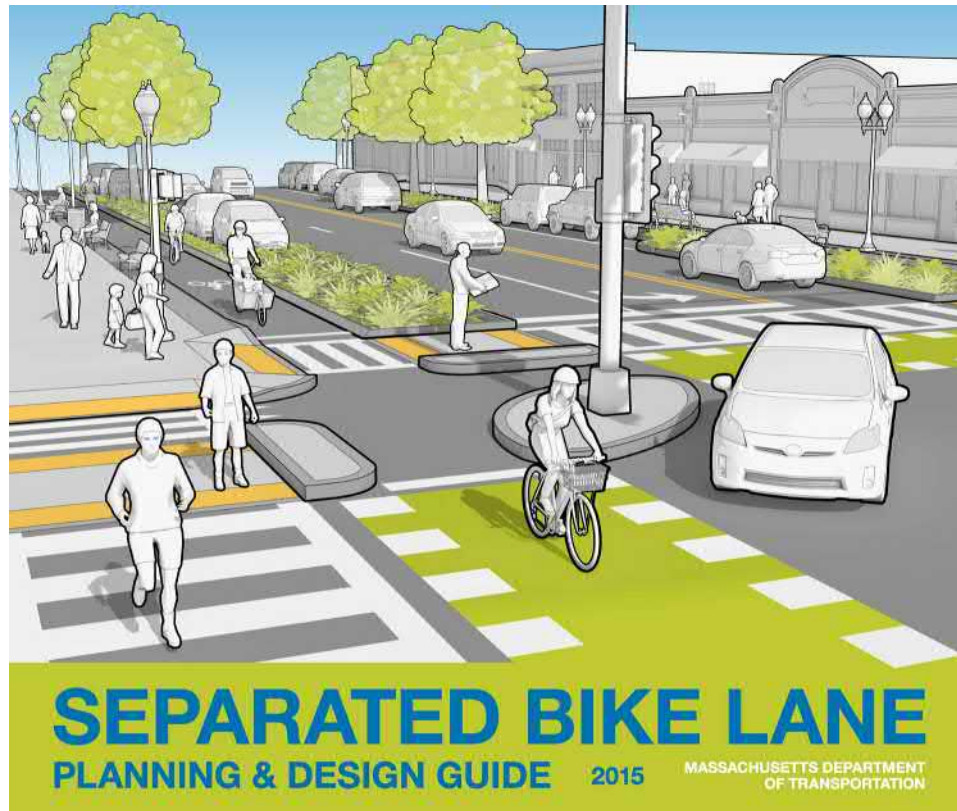 SEPARATED BIKE LANE
PLANNING & DESIGN GUIDE 2015 MASSACHUSETTS DEPARTMENT
OF TRANSPORTATION